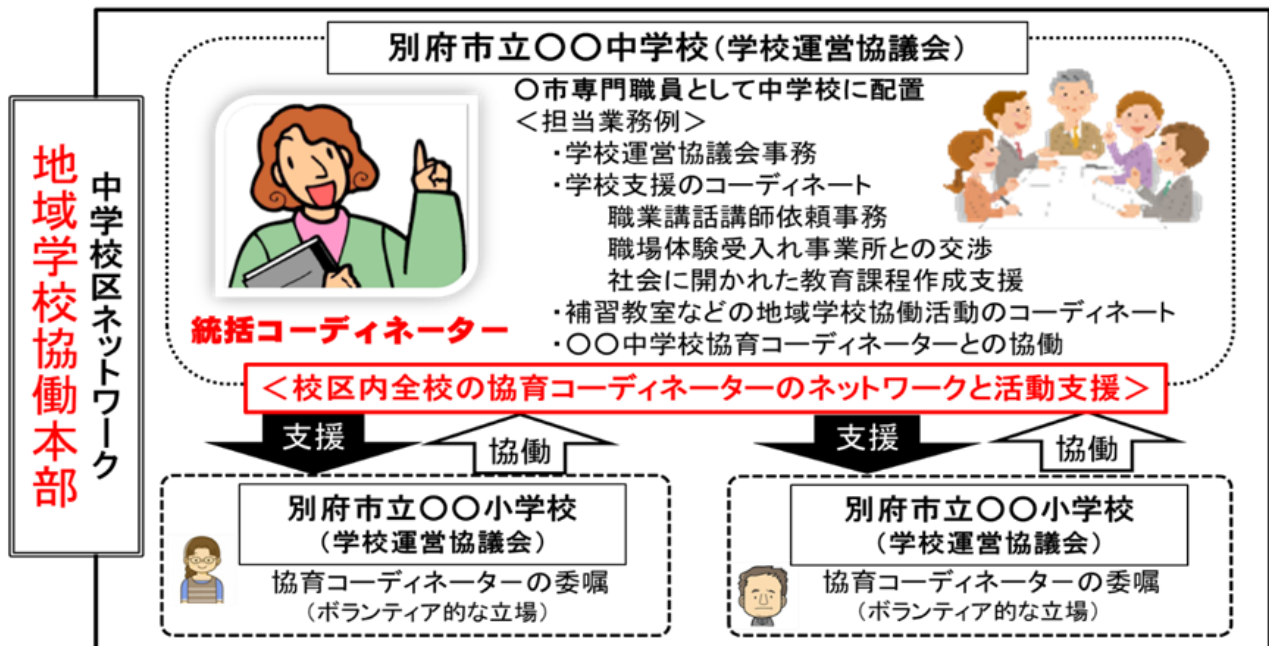 地域学校協働本部
中学校区ネットワーク
別府市立〇〇中学校(学校運営協議会)
〇市専門職員として中学校に配置
<担当業務例>
・学校運営協議会事務
・学校支援のコーディネート
職業講話講師依頼事務
職場体験受入れ事業所との交渉
社会に開かれた教育課程作成支援
・補習教室などの地域学校協働活動のコーディネート
・〇〇中学校協育コーディネーターとの協働
統括コーディネーター
<校区内全校の協育コーディネーターのネットワークと活動支援>
支援
協働
支援
協働
別府市立〇〇小学校
(学校運営協議会)
協育コーディネーターの委嘱
(ボランティア的な立場)
別府市立〇〇小学校
(学校運営協議会)
協育コーディネーターの委嘱
(ボランティア的な立場)